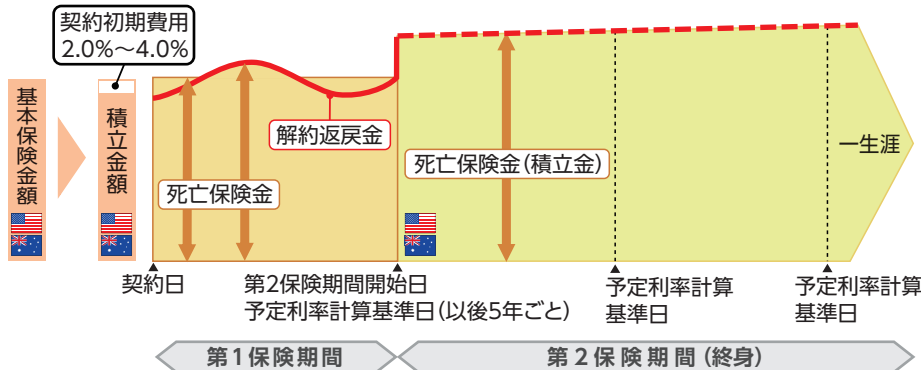 契約初期費用
2.0%~4.0%
基本保険金額
積立金額
解約返戻金
死亡保険金
死亡保険金(積立金)
一生涯
契約日
第2保険期間開始日
予定利率計算基準日(以後5年ごと)
予定利率計算
基準日
予定利率計算
基準日
第1保険期間
第2保険期間(終身)